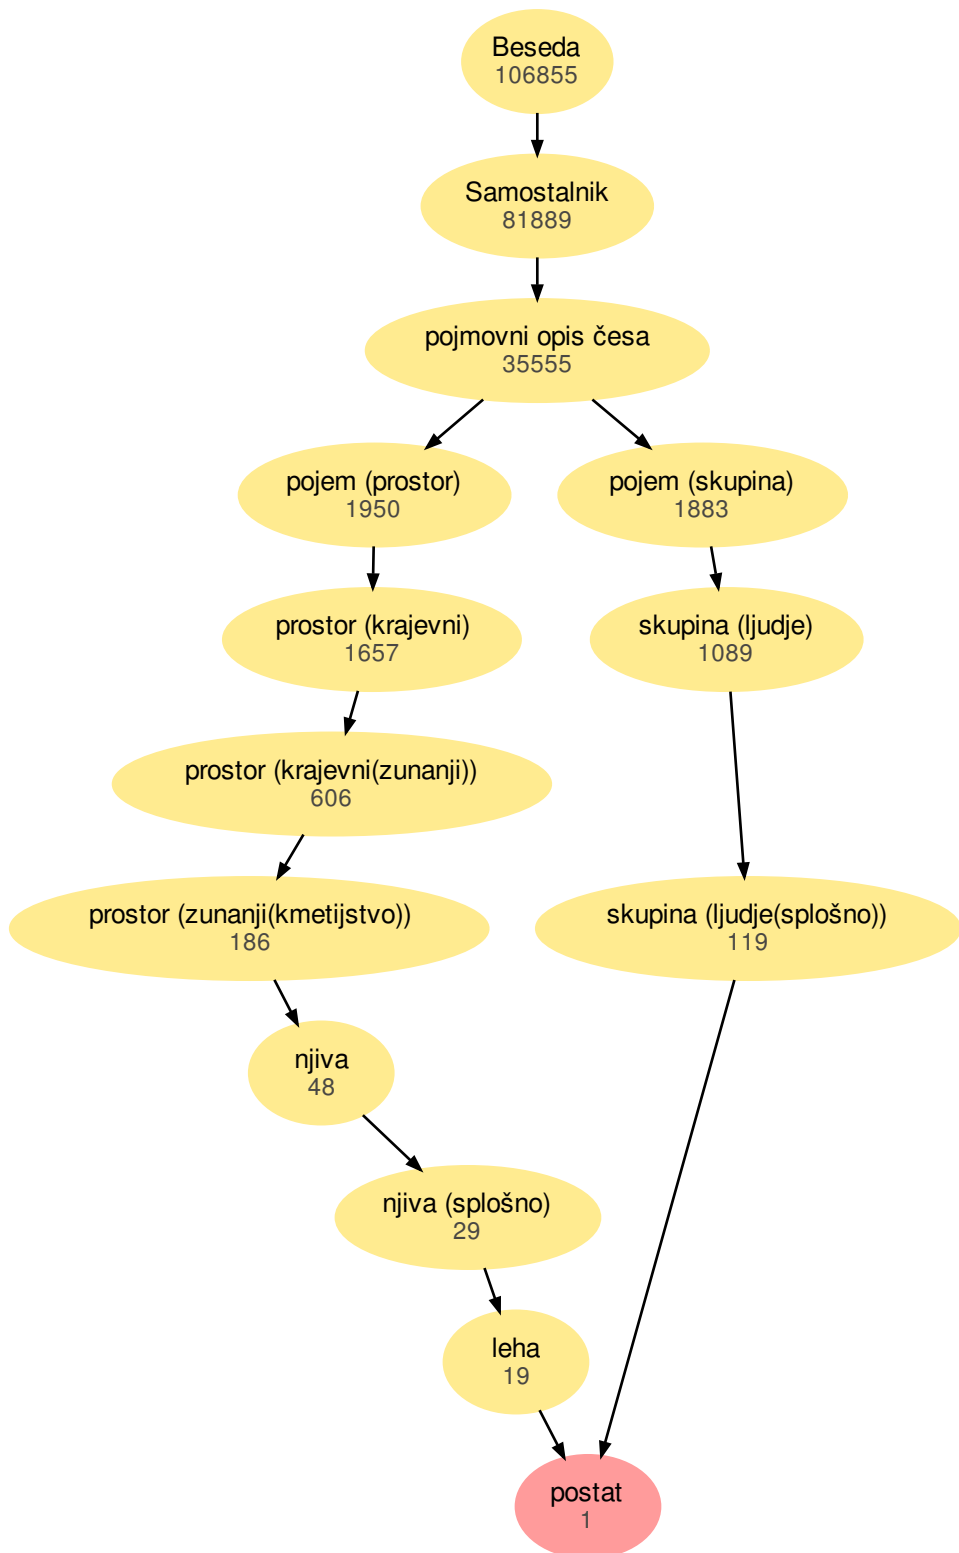 Beseda
106855
Samostalnik
81889
pojmovni opis česa
35555
pojem (prostor)
1950
pojem (skupina)
1883
prostor (krajevni)
1657
skupina (ljudje)
1089
prostor (krajevni(zunanji))
606
prostor (zunanji(kmetijstvo))
186
skupina (ljudje(splošno))
119
njiva
48
njiva (splošno)
29
leha
19
postat
1